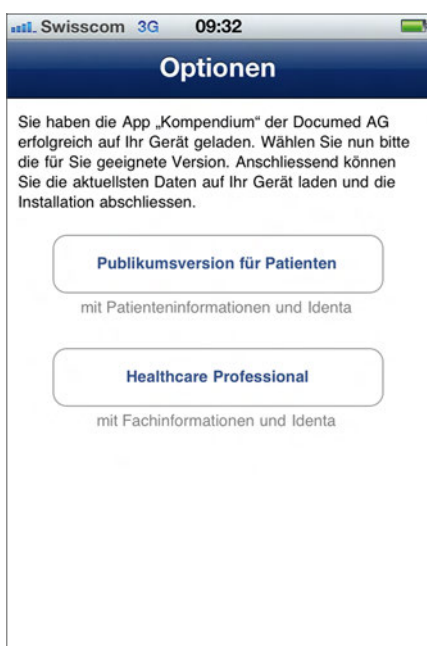 Swisscom 3G 09:32
Optionen
Sie haben die App „Kompendium“ der Documed AG
erfolgreich auf Ihr Gerät geladen. Wählen Sie nun bitte
die für Sie geeignete Version. Anschliessend können
Sie die aktuellsten Daten auf Ihr Gerät laden und die
Installation abschliessen.
Publikumsversion für Patienten
mit Patienteninformationen und Identa
Healthcare Professional
mit Fachinformationen und Identa